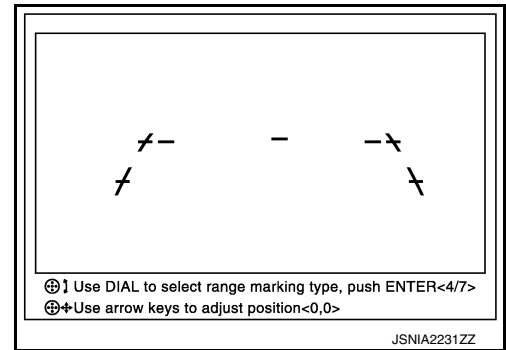 Use DIAL to select range marking type, push ENTER<4/7>
Use arrow keys to adjust position<0,0>
JSNIA2231ZZ